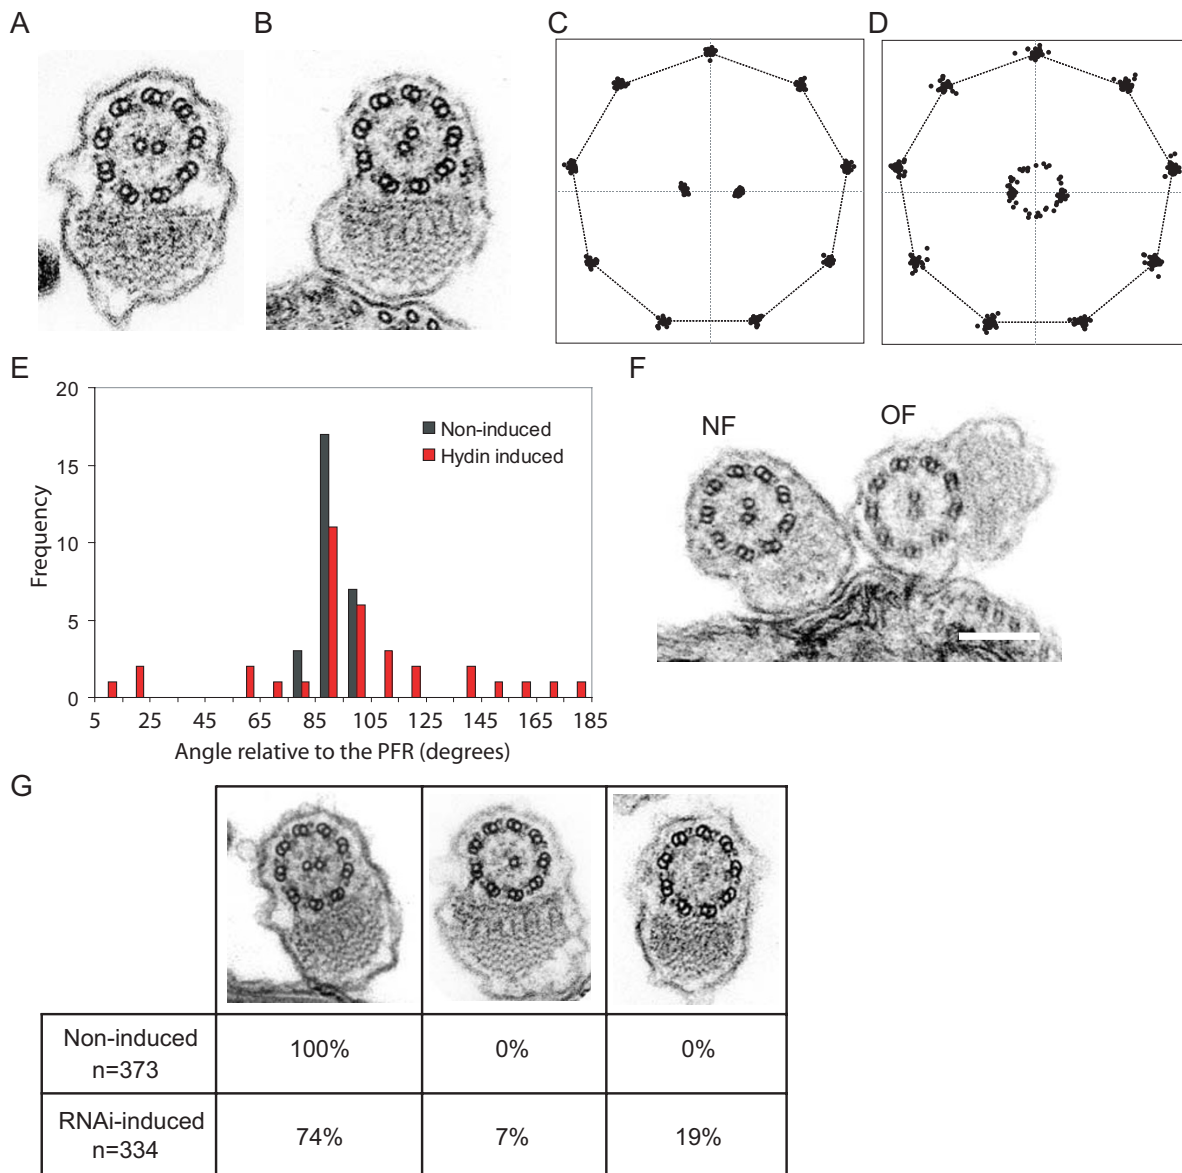 A
B
C
D
E
20
15
10
5
0
Frequency
Non-induced
Hydin induced
5 25 45 65 85 105 125 145 165 185
Angle relative to the PFR (degrees)
F
NF
OF
G
Non-induced
n=373
100%
0%
0%
RNAi-induced
n=334
74%
7%
19%